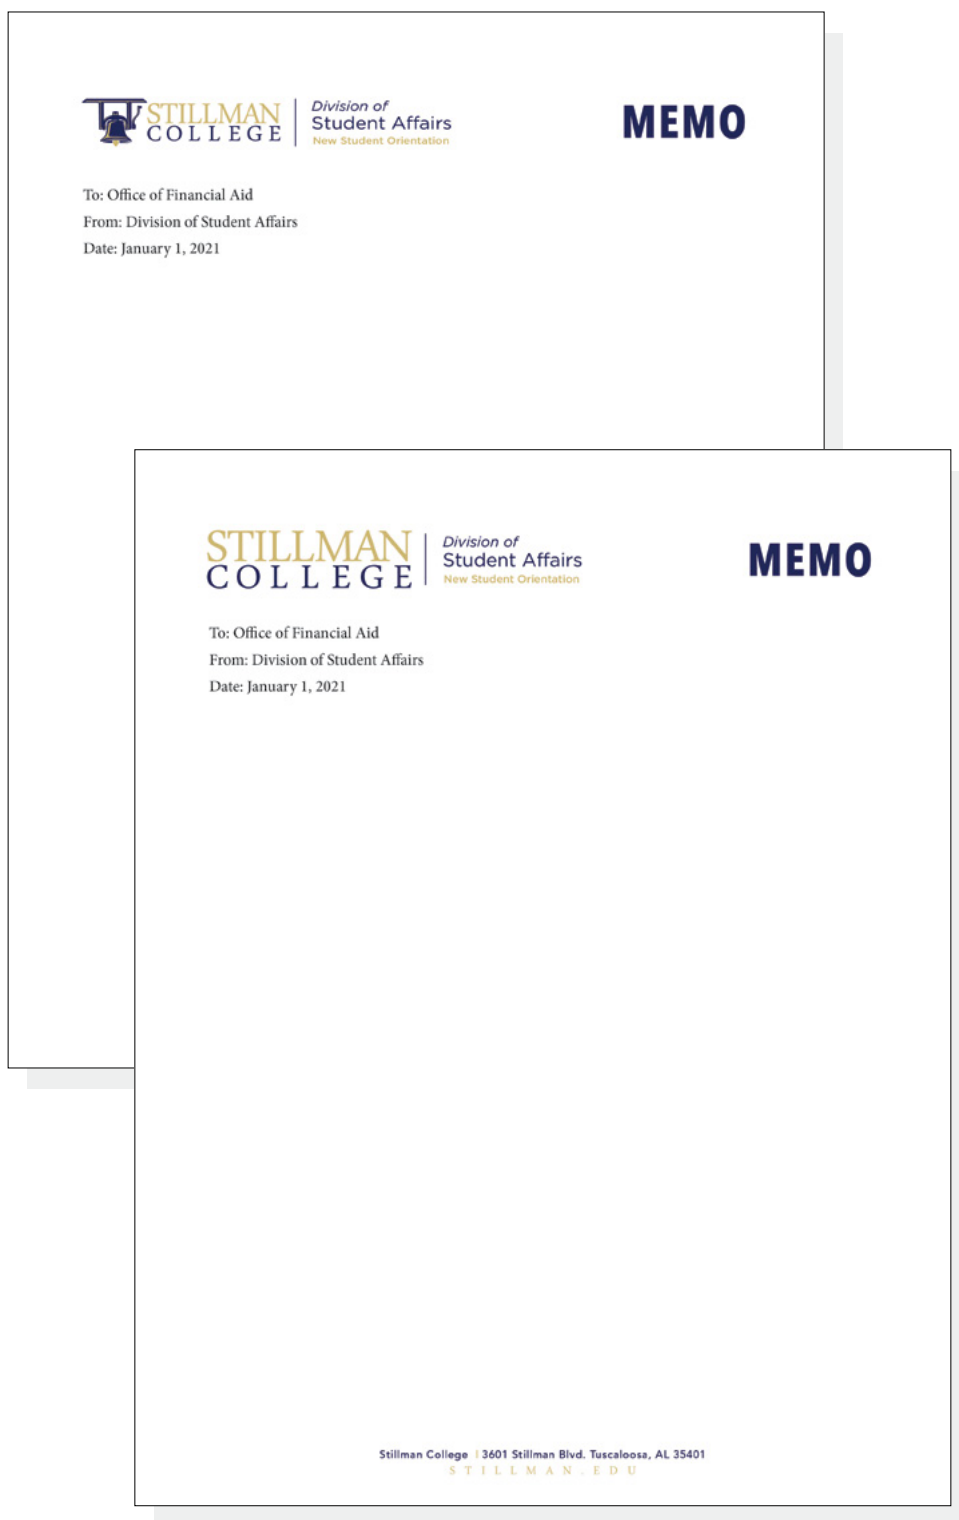 STILLMAN
COLLEGE
Division of
Student Affairs
New Student Orientation
MEMO
To: Office of Financial Aid
From: Division of Student Affairs
Date: January 1, 2021
STILLMAN
COLLEGE
Division of
Student Affairs
New Student Orientation
MEMO
To: Office of Financial Aid
From: Division of Student Affairs
Date: January 1, 2021
Stillman College | 3601 Stillman Blvd. Tuscaloosa, AL 35401
STILLMAN.EDU